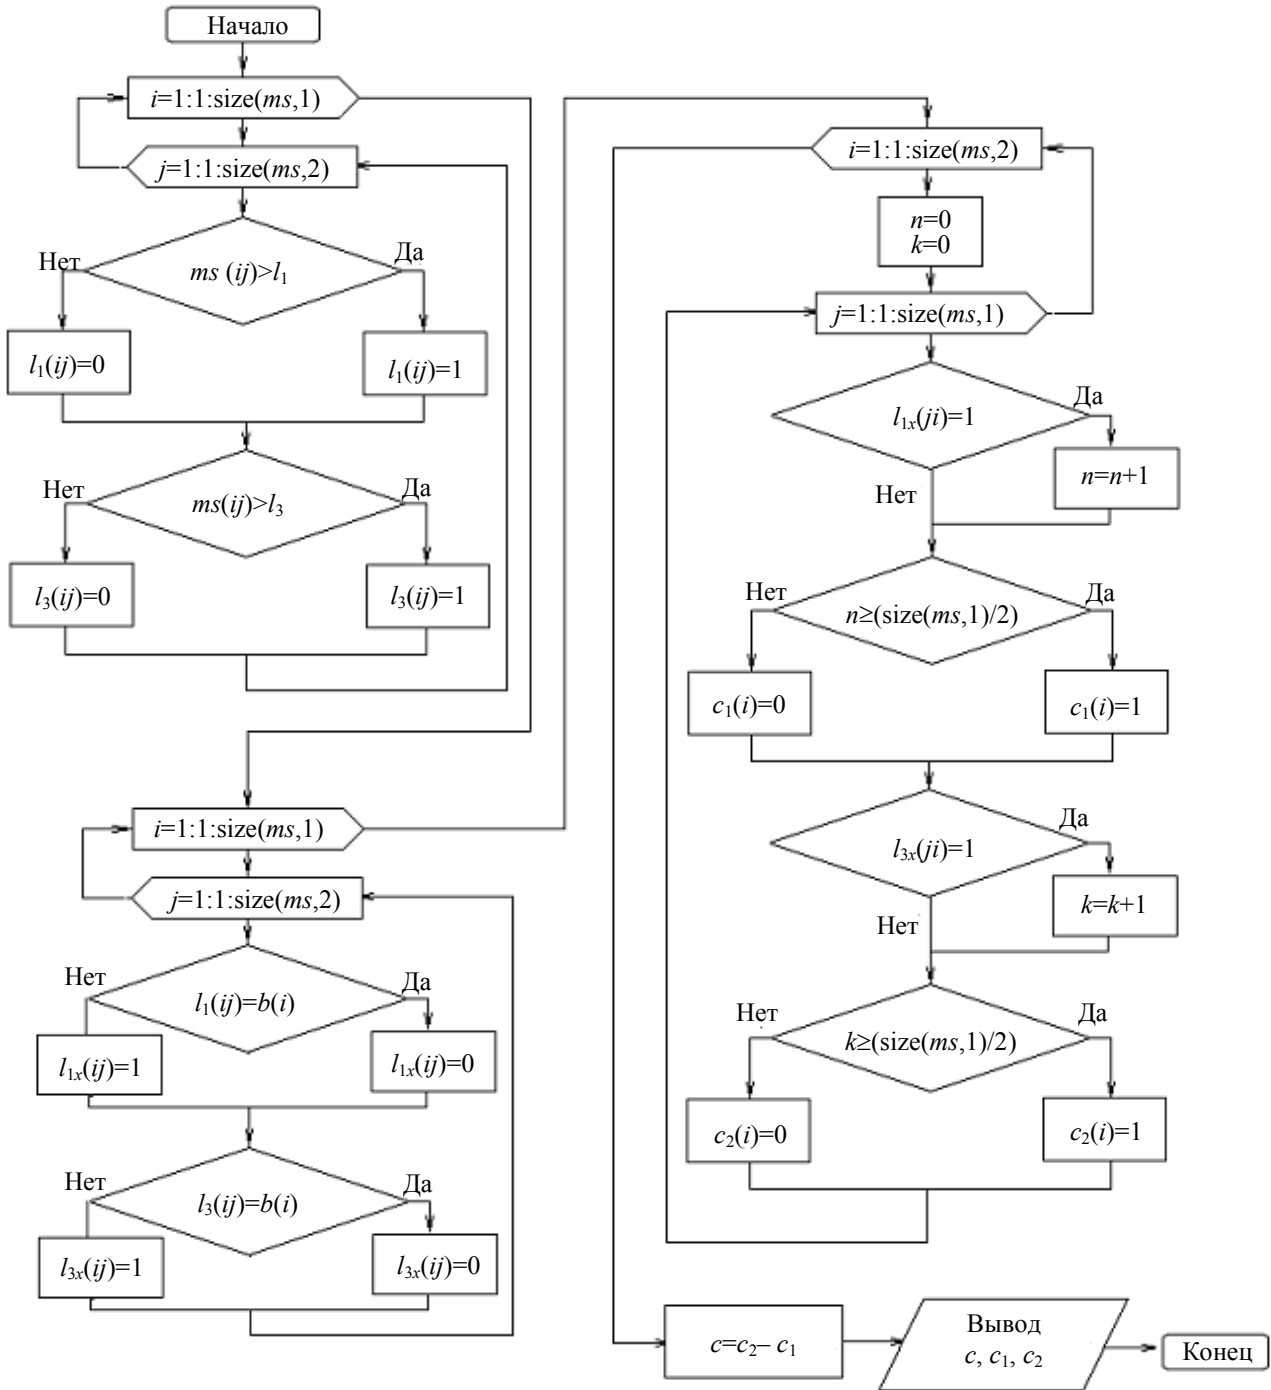 Начало
i=1:1:size(ms,1)
j=1:1:size(ms,2)
Нет
Да
ms (ij)>l₁
l₁(ij)=0
l₁(ij)=1
Нет
Да
ms(ij)>l₃
l₃(ij)=0
l₃(ij)=1
i=1:1:size(ms,1)
j=1:1:size(ms,2)
Нет
Да
l₁(ij)=b(i)
l₁ₓ(ij)=1
l₁ₓ(ij)=0
Нет
Да
l₃(ij)=b(i)
l₃ₓ(ij)=1
l₃ₓ(ij)=0
i=1:1:size(ms,2)
n=0
k=0
j=1:1:size(ms,1)
Да
l₁ₓ(ji)=1
n=n+1
Нет
Нет
Да
n≥(size(ms,1)/2)
c₁(i)=0
c₁(i)=1
Да
l₃ₓ(ji)=1
k=k+1
Нет
Нет
Да
k≥(size(ms,1)/2)
c₂(i)=0
c₂(i)=1
c=c₂– c₁
Вывод
c, c₁, c₂
Конец